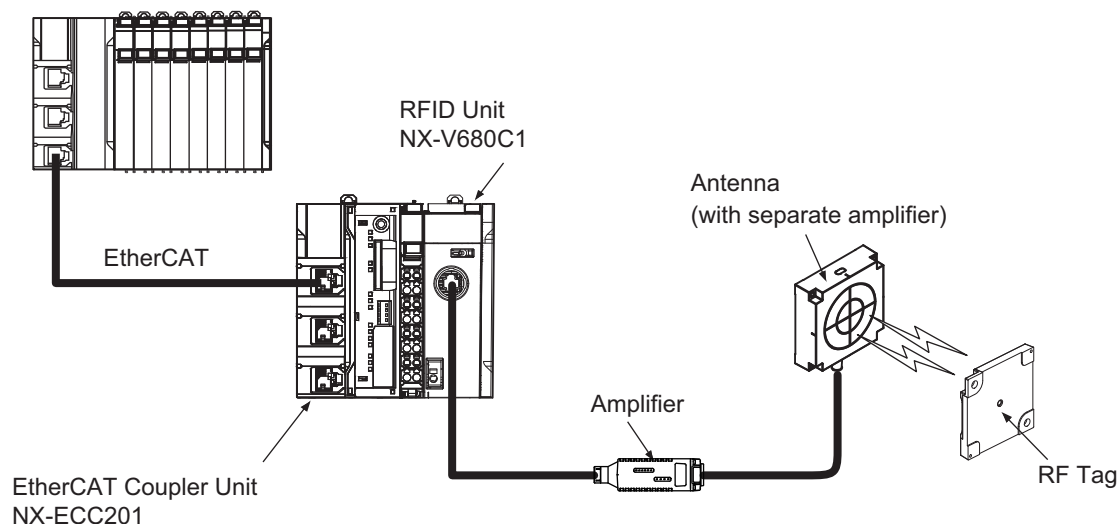 RFID Unit
NX-V680C1
Antenna
(with separate amplifier)
EtherCAT
Amplifier
RF Tag
EtherCAT Coupler Unit
NX-ECC201